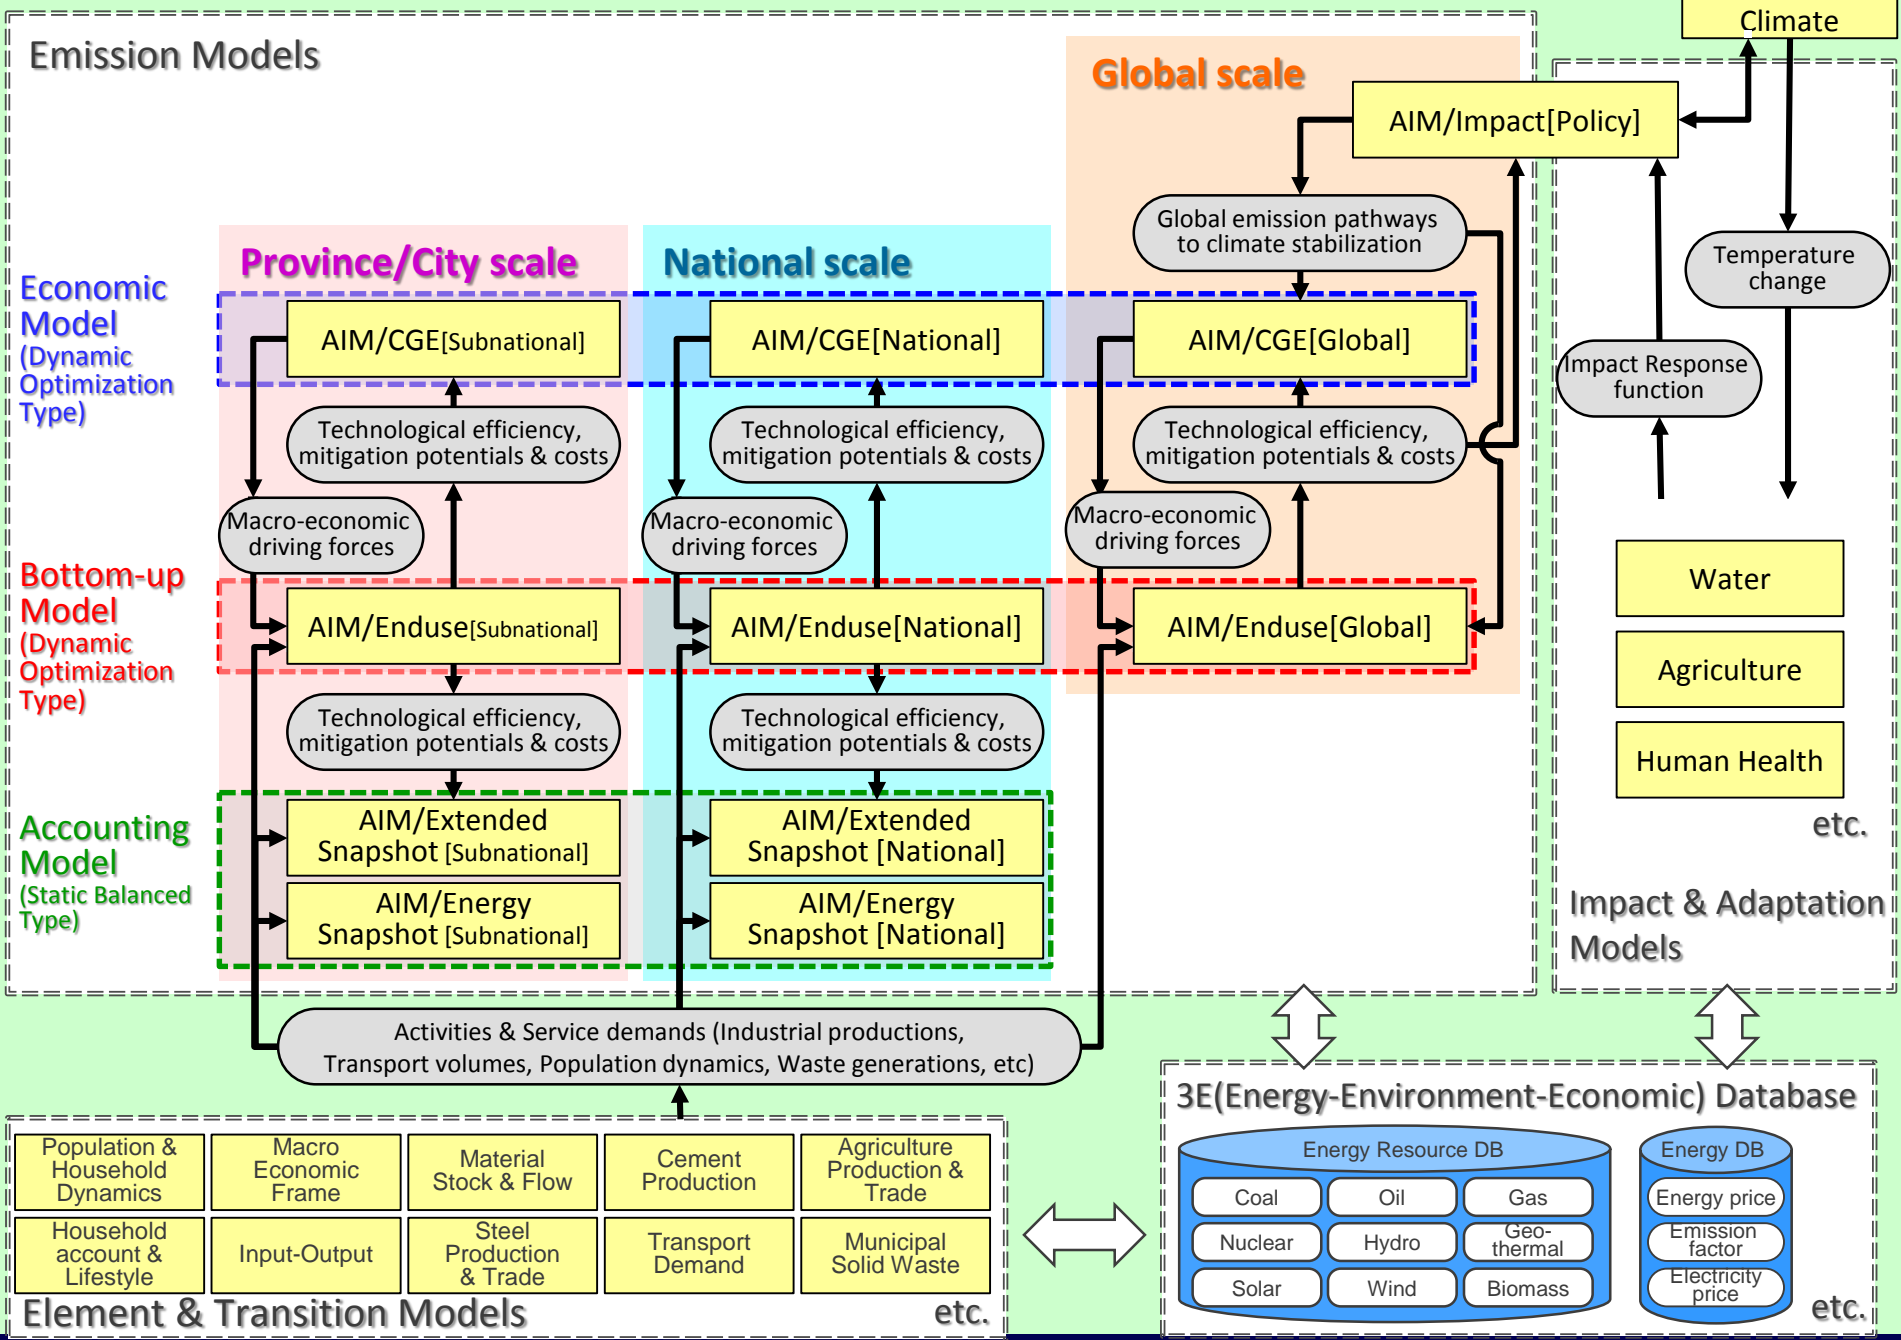 Climate
Emission Models
Global scale
AIM/Impact[Policy]
Global emission pathways
to climate stabilization
Temperature
change
Province/City scale
National scale
Economic
Model
(Dynamic
Optimization
Type)
AIM/CGE[Subnational]
AIM/CGE[National]
AIM/CGE[Global]
Impact Response
function
Technological efficiency,
mitigation potentials & costs
Technological efficiency,
mitigation potentials & costs
Technological efficiency,
mitigation potentials & costs
Macro-economic
driving forces
Macro-economic
driving forces
Macro-economic
driving forces
Bottom-up
Model
(Dynamic
Optimization
Type)
AIM/Enduse[Subnational]
AIM/Enduse[National]
AIM/Enduse[Global]
Water
Agriculture
Human Health
etc.
Technological efficiency,
mitigation potentials & costs
Technological efficiency,
mitigation potentials & costs
Accounting
Model
(Static Balanced
Type)
AIM/Extended
Snapshot [Subnational]
AIM/Extended
Snapshot [National]
AIM/Energy
Snapshot [Subnational]
AIM/Energy
Snapshot [National]
Impact & Adaptation
Models
Activities & Service demands (Industrial productions,
Transport volumes, Population dynamics, Waste generations, etc)
Population &
Household
Dynamics
Macro
Economic
Frame
Material
Stock & Flow
Cement
Production
Agriculture
Production &
Trade
Household
account &
Lifestyle
Input-Output
Steel
Production
& Trade
Transport
Demand
Municipal
Solid Waste
Element & Transition Models
etc.
3E(Energy-Environment-Economic) Database
Energy Resource DB
Coal
Oil
Gas
Nuclear
Hydro
Geo-
thermal
Solar
Wind
Biomass
Energy DB
Energy price
Emission
factor
Electricity
price
etc.